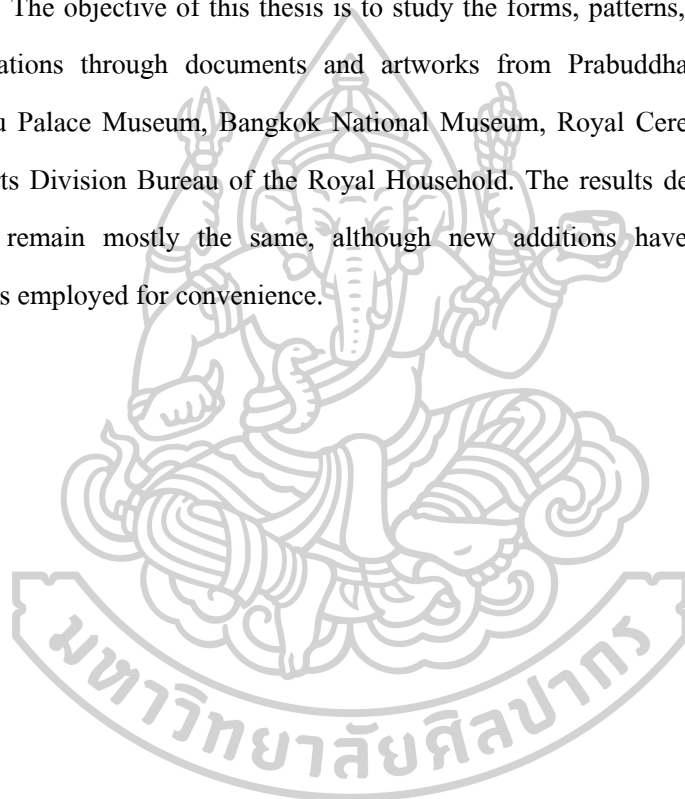 The objective of this thesis is to study the forms, patterns,
ations through documents and artworks from Prabuddha
u Palace Museum, Bangkok National Museum, Royal Cere
rts Division Bureau of the Royal Household. The results de
remain mostly the same, although new additions have
s employed for convenience.
มหาวิทยาลัยศิลปากร